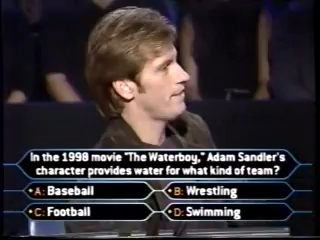 In the 1998 movie "The Waterboy," Adam Sandler's
character provides water for what kind of team?
A: Baseball
B: Wrestling
C: Football
D: Swimming